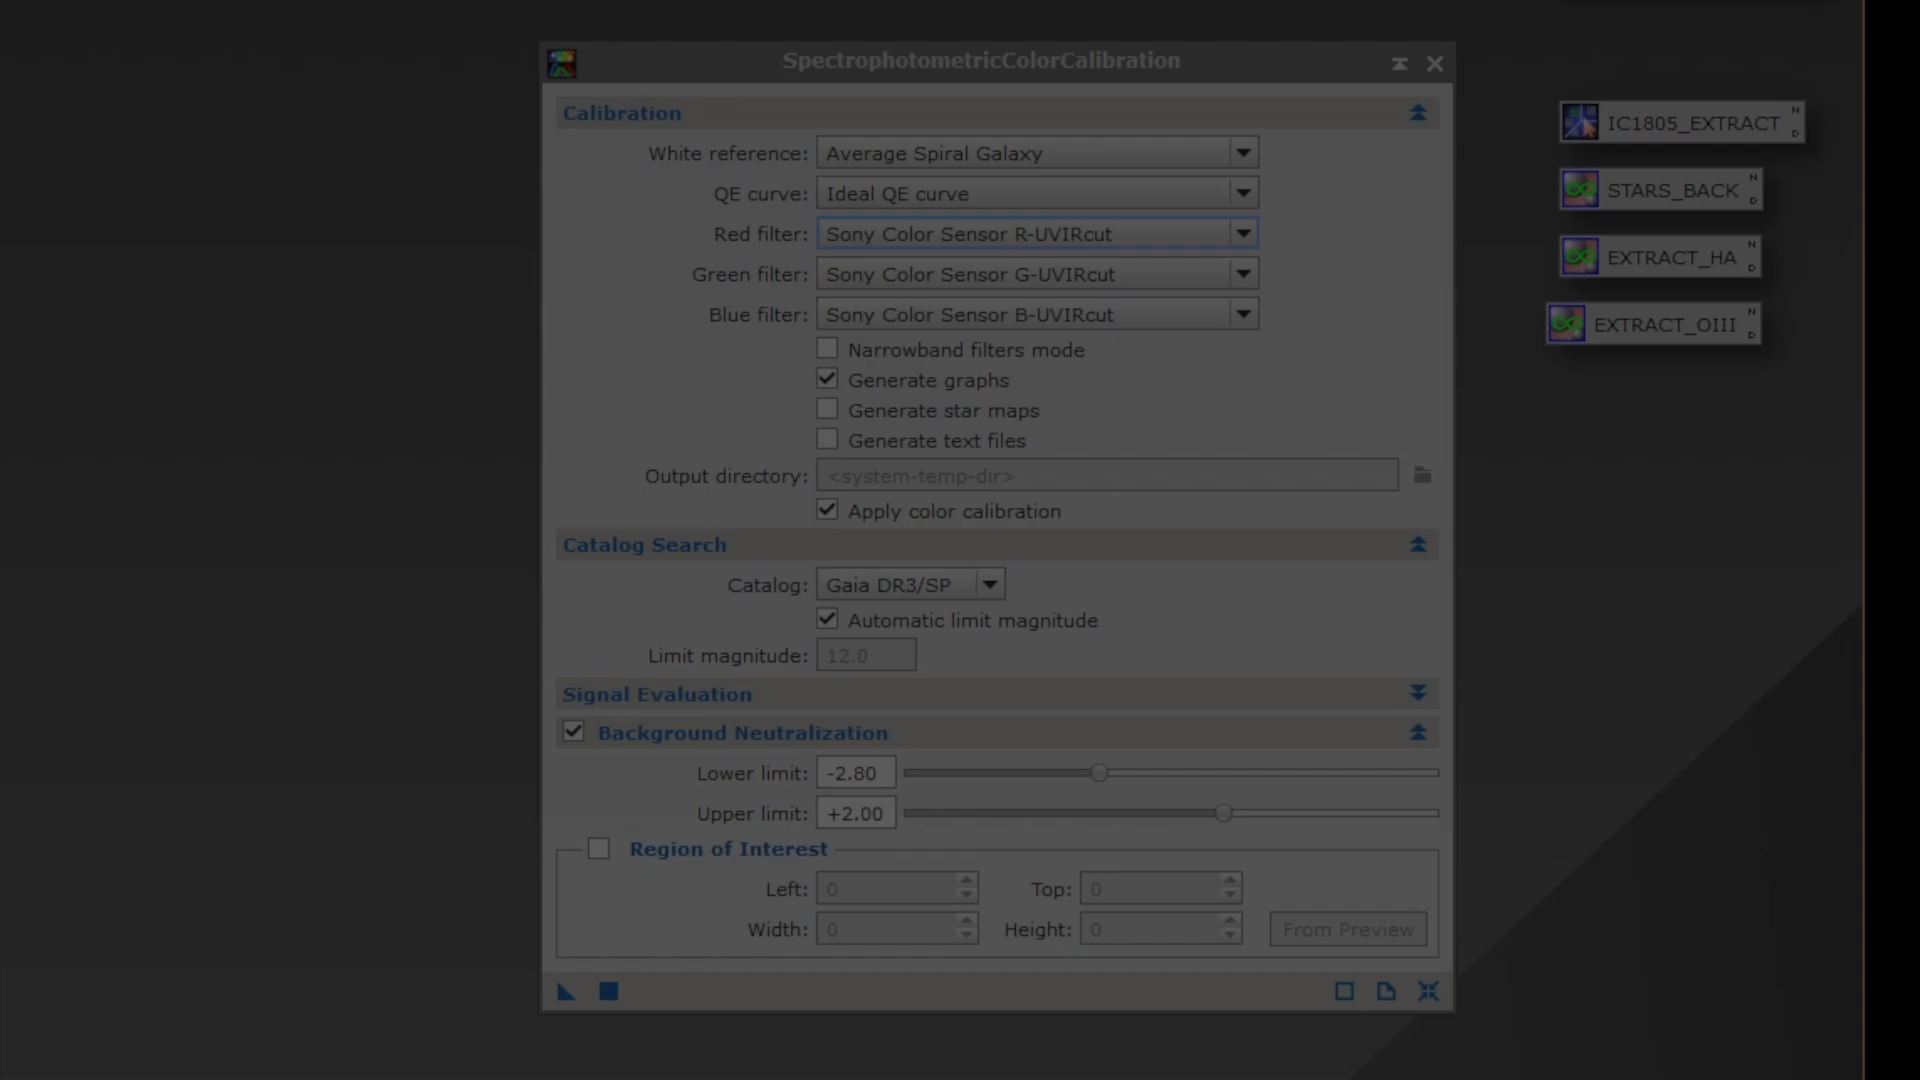 SpectrophotometricColorCalibration
Calibration
White reference: Average Spiral Galaxy
QE curve: Ideal QE curve
Red filter: Sony Color Sensor R-UVIRcut
Green filter: Sony Color Sensor G-UVIRcut
Blue filter: Sony Color Sensor B-UVIRcut
Narrowband filters mode
Generate graphs
Generate star maps
Generate text files
Output directory: <system-temp-dir>
Apply color calibration
Catalog Search
Catalog: Gaia DR3/SP
Automatic limit magnitude
Limit magnitude: 12.0
Signal Evaluation
Background Neutralization
Lower limit: -2.80
Upper limit: +2.00
Region of Interest
Left: 0 Top: 0
Width: 0 Height: 0 From Preview
IC1805_EXTRACT N D
STARS_BACK N D
EXTRACT_HA N D
EXTRACT_OIII N D